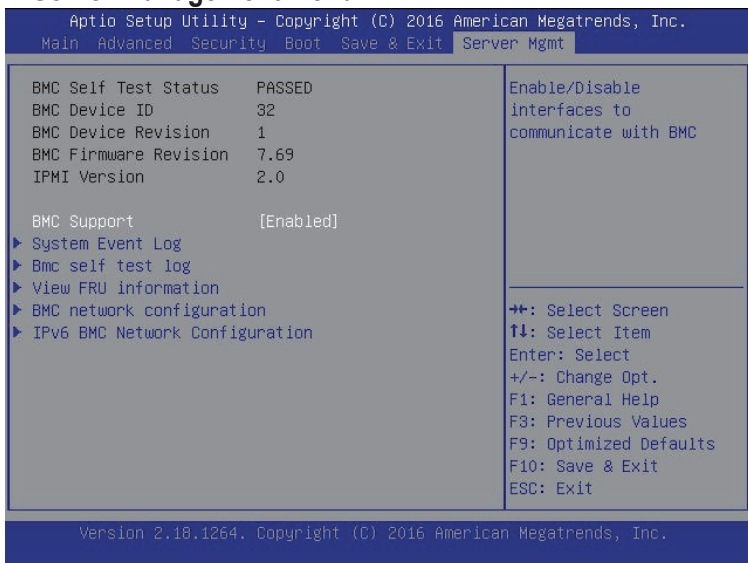 Aptio Setup Utility – Copyright (C) 2016 American Megatrends, Inc.
Main Advanced Security Boot Save & Exit Server Mgmt
BMC Self Test Status PASSED
BMC Device ID 32
BMC Device Revision 1
BMC Firmware Revision 7.69
IPMI Version 2.0
BMC Support [Enabled]
▶ System Event Log
▶ Bmc self test log
▶ View FRU information
▶ BMC network configuration
▶ IPv6 BMC Network Configuration
Enable/Disable
interfaces to
communicate with BMC
→←: Select Screen
↑↓: Select Item
Enter: Select
+/-: Change Opt.
F1: General Help
F3: Previous Values
F9: Optimized Defaults
F10: Save & Exit
ESC: Exit
Version 2.18.1264. Copyright (C) 2016 American Megatrends, Inc.